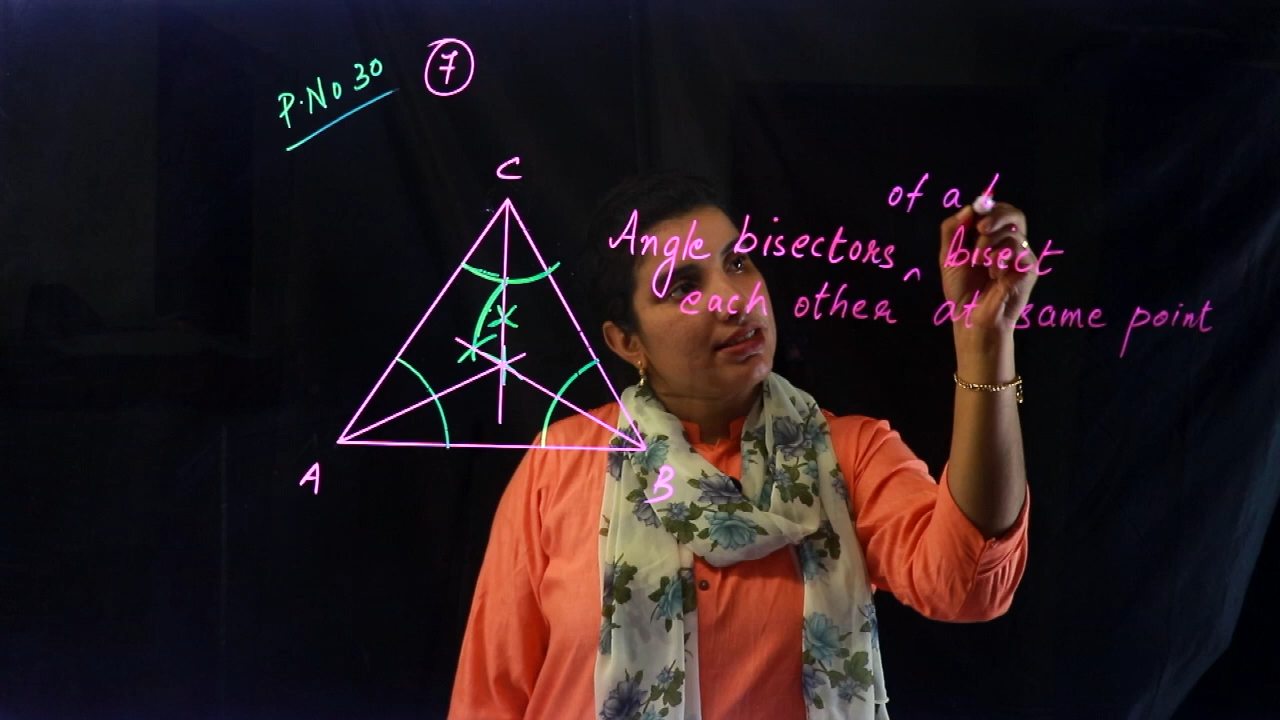 P.No 30
7
C
of a
Angle bisectors ^ bisect
each other at same point
A
B